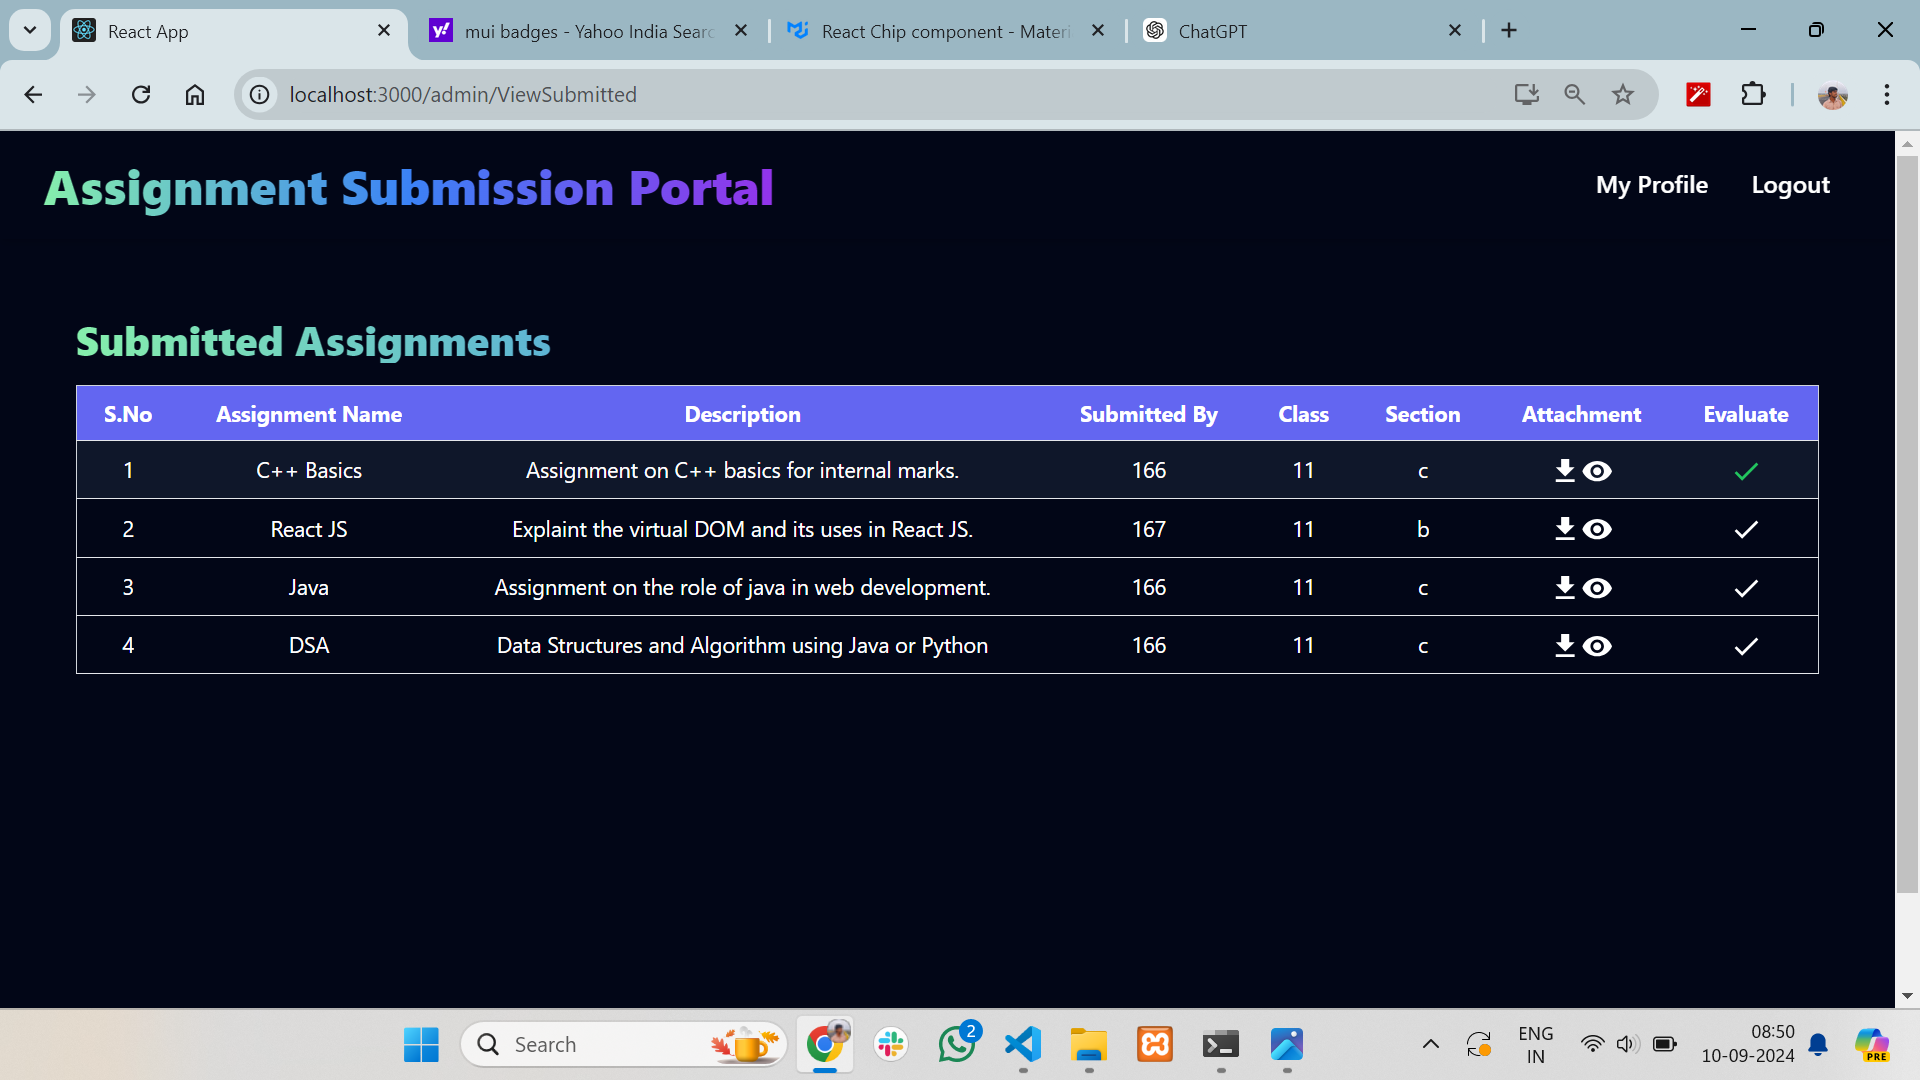 React App
mui badges - Yahoo India Searc
React Chip component - Materi
ChatGPT
localhost:3000/admin/ViewSubmitted
Assignment Submission Portal
My Profile Logout
Submitted Assignments
S.No Assignment Name Description Submitted By Class Section Attachment Evaluate
1 C++ Basics Assignment on C++ basics for internal marks. 166 11 c
2 React JS Explaint the virtual DOM and its uses in React JS. 167 11 b
3 Java Assignment on the role of java in web development. 166 11 c
4 DSA Data Structures and Algorithm using Java or Python 166 11 c
Search
2
ENG
IN
08:50
10-09-2024
PRE